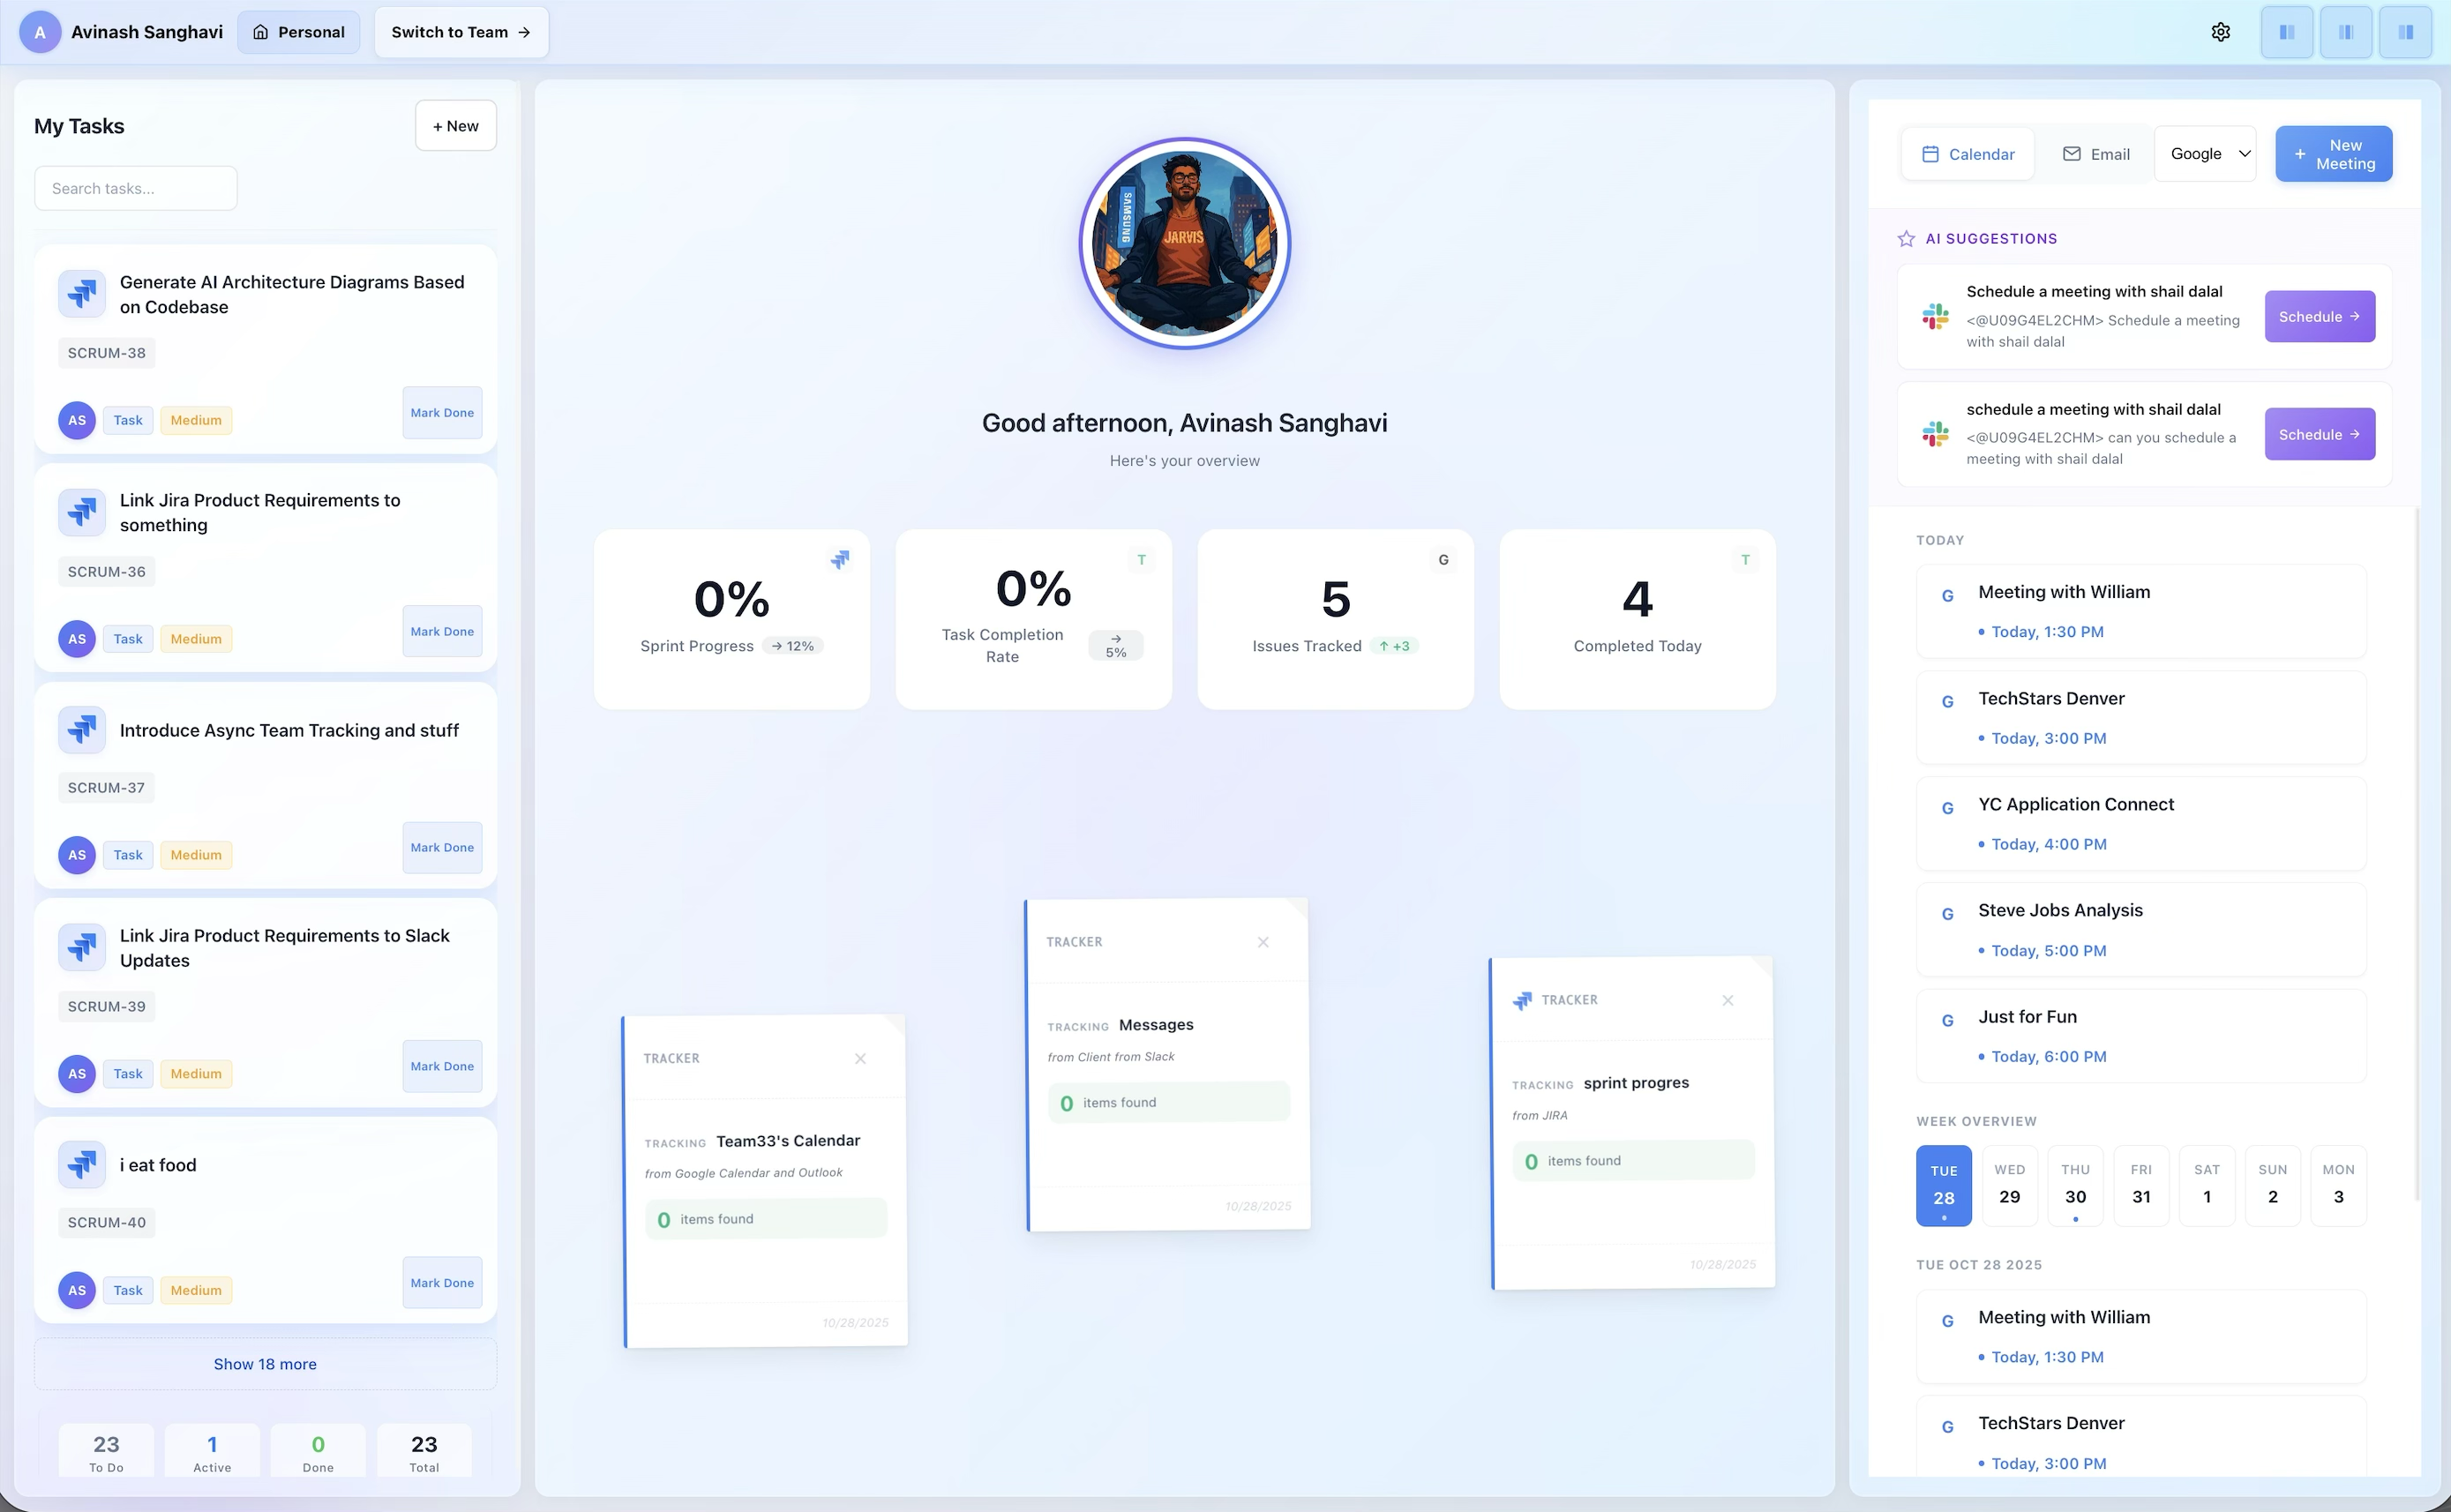 A
Avinash Sanghavi
Personal
Switch to Team →
My Tasks
+ New
Search tasks...
Generate AI Architecture Diagrams Based
on Codebase
SCRUM-38
AS
Task
Medium
Mark Done
Link Jira Product Requirements to
something
SCRUM-36
AS
Task
Medium
Mark Done
Introduce Async Team Tracking and stuff
SCRUM-37
AS
Task
Medium
Mark Done
Link Jira Product Requirements to Slack
Updates
SCRUM-39
AS
Task
Medium
Mark Done
i eat food
SCRUM-40
AS
Task
Medium
Mark Done
Show 18 more
23
To Do
1
Active
0
Done
23
Total
SAMSUNG
JARVIS
Good afternoon, Avinash Sanghavi
Here's your overview
0%
Sprint Progress
→ 12%
T
0%
Task Completion
Rate
→
5%
G
5
Issues Tracked
↑ +3
T
4
Completed Today
TRACKER
×
TRACKING Team33's Calendar
from Google Calendar and Outlook
0 items found
10/28/2025
TRACKER
×
TRACKING Messages
from Client from Slack
0 items found
10/28/2025
TRACKER
×
TRACKING sprint progres
from JIRA
0 items found
10/28/2025
Calendar
Email
Google
+ New
Meeting
AI SUGGESTIONS
Schedule a meeting with shail dalal
<@U09G4EL2CHM> Schedule a meeting
with shail dalal
Schedule →
schedule a meeting with shail dalal
<@U09G4EL2CHM> can you schedule a
meeting with shail dalal
Schedule →
TODAY
G
Meeting with William
• Today, 1:30 PM
G
TechStars Denver
• Today, 3:00 PM
G
YC Application Connect
• Today, 4:00 PM
G
Steve Jobs Analysis
• Today, 5:00 PM
G
Just for Fun
• Today, 6:00 PM
WEEK OVERVIEW
TUE
28
WED
29
THU
30
FRI
31
SAT
1
SUN
2
MON
3
TUE OCT 28 2025
G
Meeting with William
• Today, 1:30 PM
G
TechStars Denver
• Today, 3:00 PM